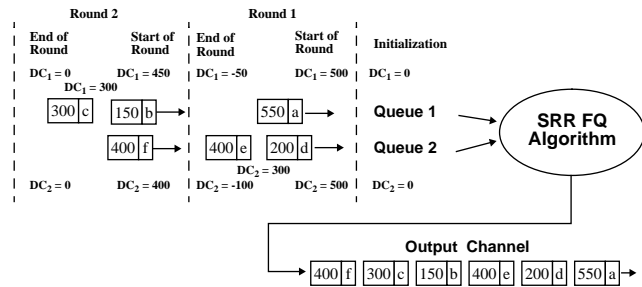 Round 2 Round 1
End of Round Start of Round End of Round Start of Round Initialization
DC1 = 0 DC1 = 450 DC1 = -50 DC1 = 500 DC1 = 0
DC1 = 300
300 c 150 b 550 a Queue 1
SRR FQ
Algorithm
400 f 400 e 200 d Queue 2
DC2 = 300
DC2 = 0 DC2 = 400 DC2 = -100 DC2 = 500 DC2 = 0
Output Channel
400 f 300 c 150 b 400 e 200 d 550 a